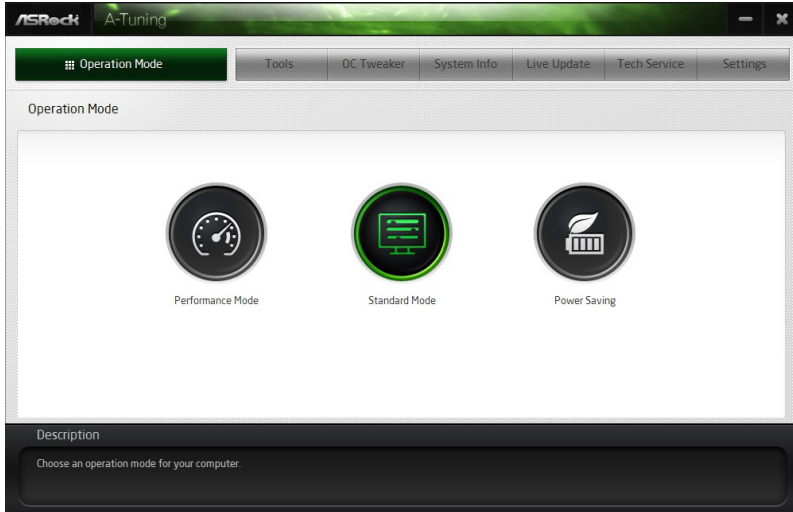 ASRock A-Tuning
Operation Mode Tools OC Tweaker System Info Live Update Tech Service Settings
Operation Mode
Performance Mode Standard Mode Power Saving
Description
Choose an operation mode for your computer.